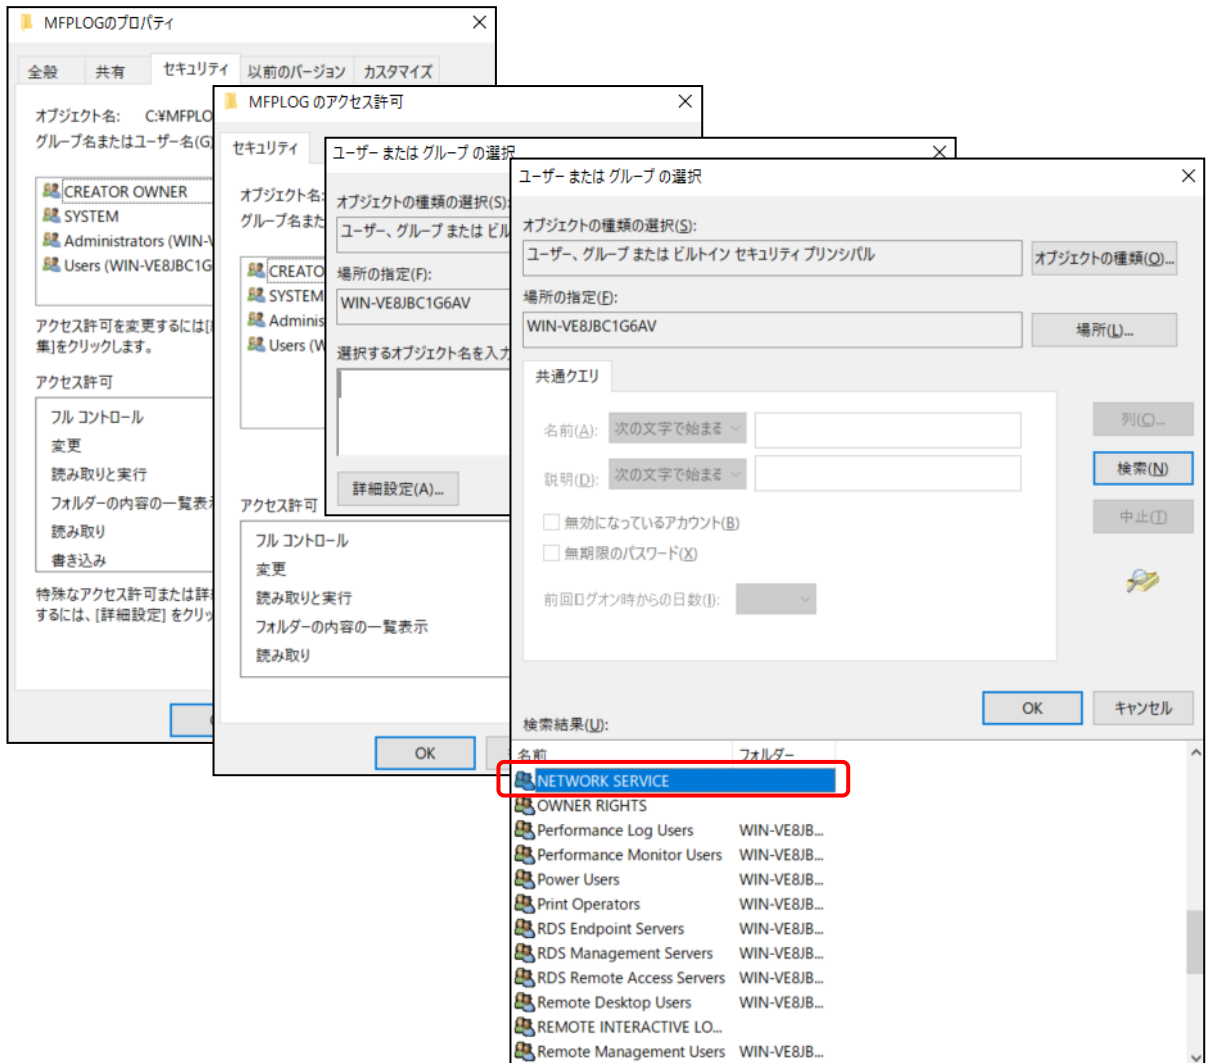 MFPLOGのプロパティ
全般
共有
セキュリティ
以前のバージョン
カスタマイズ
オブジェクト名: C:¥MFPLO
グループ名またはユーザー名(G)
CREATOR OWNER
SYSTEM
Administrators (WIN-V
Users (WIN-VE8JBC1G
アクセス許可を変更するには[
集]をクリックします。
アクセス許可
フル コントロール
変更
読み取りと実行
フォルダーの内容の一覧表
読み取り
書き込み
特殊なアクセス許可または詳
するには、[詳細設定] をクリッ
MFPLOG のアクセス許可
セキュリティ
オブジェクト名:
グループ名また
CREATO
SYSTEM
Adminis
Users (W
アクセス許可
フル コントロール
変更
読み取りと実行
フォルダーの内容の一覧表示
読み取り
OK
ユーザー または グループ の選択
オブジェクトの種類の選択(S):
ユーザー、グループ または ビル
場所の指定(F):
WIN-VE8JBC1G6AV
選択するオブジェクト名を入力
詳細設定(A)...
ユーザー または グループ の選択
オブジェクトの種類の選択(S):
ユーザー、グループ または ビルトイン セキュリティ プリンシパル
オブジェクトの種類(O)...
場所の指定(F):
WIN-VE8JBC1G6AV
場所(L)...
共通クエリ
名前(A):
次の文字で始まる
説明(D):
次の文字で始まる
無効になっているアカウント(B)
無期限のパスワード(X)
前回ログオン時からの日数(I):
列(C)...
検索(N)
中止(T)
OK
キャンセル
検索結果(U):
名前 フォルダー
NETWORK SERVICE
OWNER RIGHTS
Performance Log Users WIN-VE8JB...
Performance Monitor Users WIN-VE8JB...
Power Users WIN-VE8JB...
Print Operators WIN-VE8JB...
RDS Endpoint Servers WIN-VE8JB...
RDS Management Servers WIN-VE8JB...
RDS Remote Access Servers WIN-VE8JB...
Remote Desktop Users WIN-VE8JB...
REMOTE INTERACTIVE LO...
Remote Management Users WIN-VE8JB...